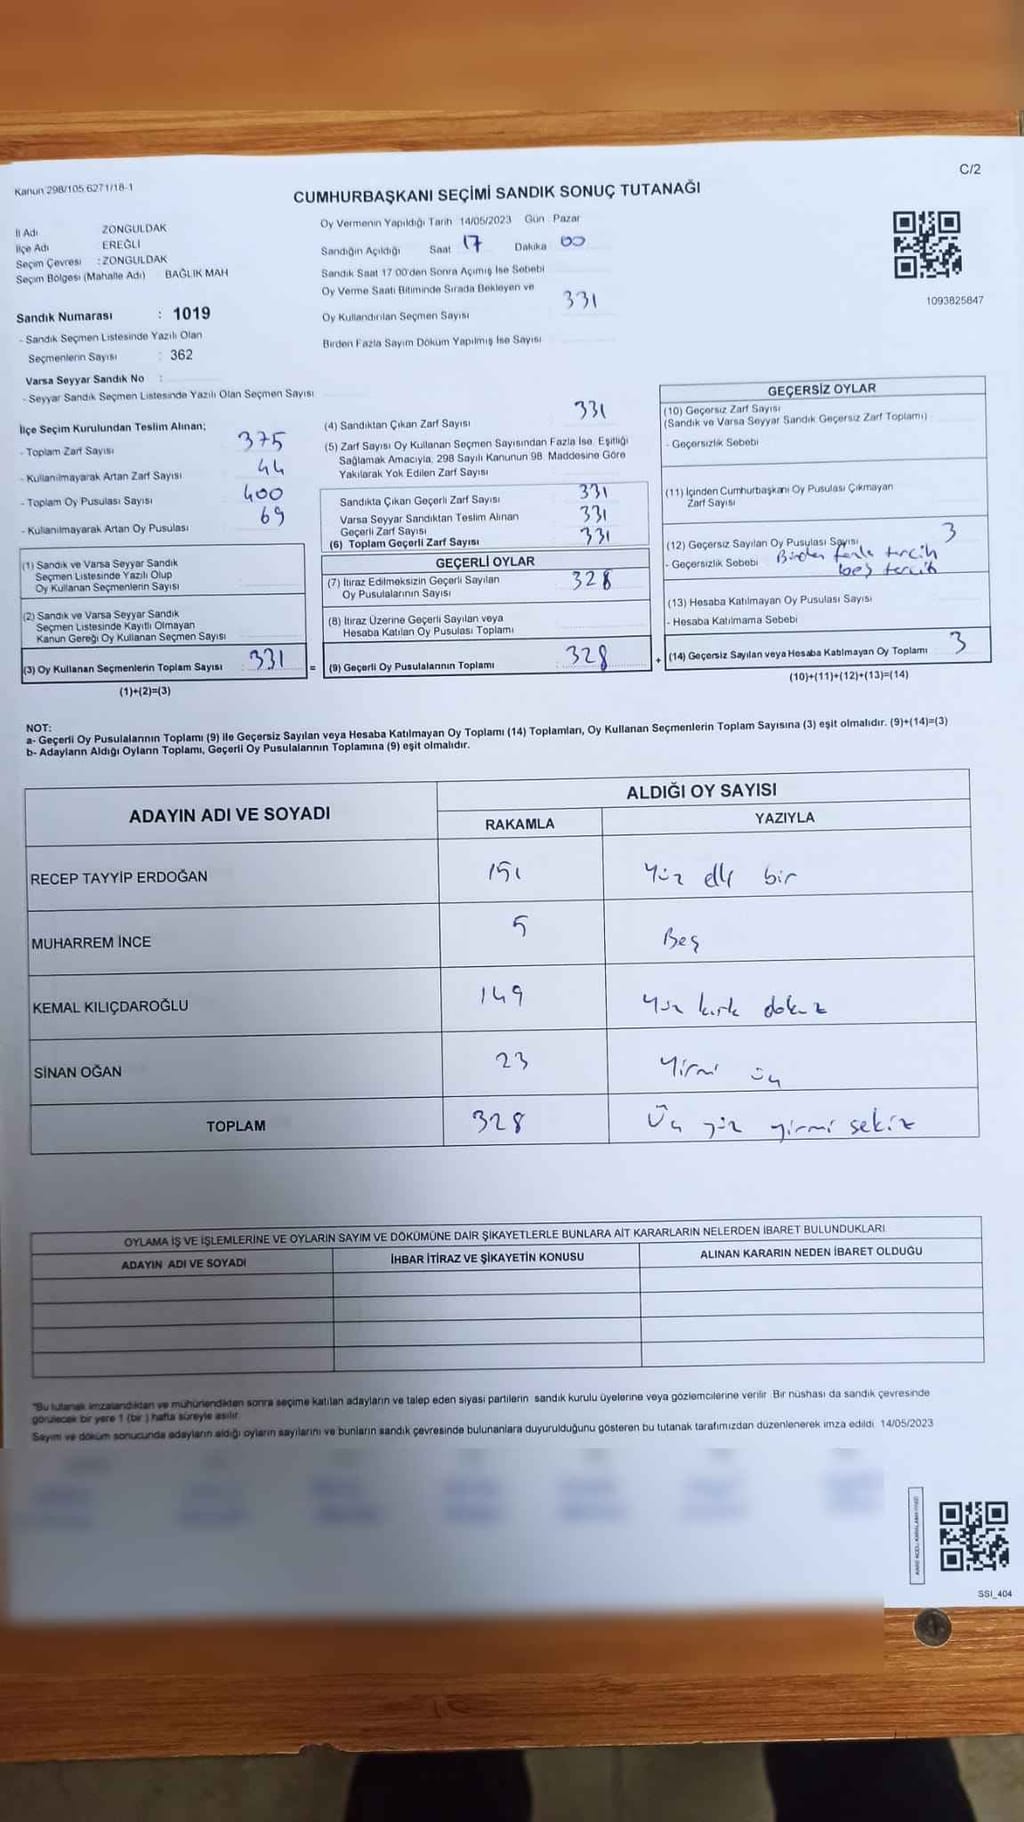 C/2
Kanun 298/105 6271/18-1
CUMHURBAŞKANI SEÇİMİ SANDIK SONUÇ TUTANAĞI
İl Adı ZONGULDAK
İlçe Adı EREĞLİ
Seçim Çevresi : ZONGULDAK
Seçim Bölgesi (Mahalle Adı) BAĞLIK MAH
Oy Vermenin Yapıldığı Tarih 14/05/2023 Gün : Pazar
Sandığın Açıldığı Saat 17 Dakika 00
Sandık Saat 17 00'den Sonra Açımış İse Sebebi
Oy Verme Saati Bitiminde Sırada Bekleyen ve
Oy Kullandırılan Seçmen Sayısı 331
Birden Fazla Sayım Döküm Yapılmış İse Sayısı
1093825847
Sandık Numarası : 1019
- Sandık Seçmen Listesinde Yazılı Olan
Seçmenlerin Sayısı : 362
Varsa Seyyar Sandık No :
- Seyyar Sandık Seçmen Listesinde Yazılı Olan Seçmen Sayısı
İlçe Seçim Kurulundan Teslim Alınan;
- Toplam Zarf Sayısı 375
- Kullanılmayarak Artan Zarf Sayısı 44
- Toplam Oy Pusulası Sayısı 400
- Kullanılmayarak Artan Oy Pusulası 69
(1) Sandık ve Varsa Seyyar Sandık
Seçmen Listesinde Yazılı Olup
Oy Kullanan Seçmenlerin Sayısı
(2) Sandık ve Varsa Seyyar Sandık
Seçmen Listesinde Kayıtlı Olmayan
Kanun Gereği Oy Kullanan Seçmen Sayısı
(3) Oy Kullanan Seçmenlerin Toplam Sayısı 331 =
(1)+(2)=(3)
(4) Sandıktan Çıkan Zarf Sayısı 331
(5) Zarf Sayısı Oy Kullanan Seçmen Sayısından Fazla İse, Eşitliği
Sağlamak Amacıyla, 298 Sayılı Kanunun 98. Maddesine Göre
Yakılarak Yok Edilen Zarf Sayısı
Sandıkta Çıkan Geçerli Zarf Sayısı 331
Varsa Seyyar Sandıktan Teslim Alınan
Geçerli Zarf Sayısı 331
(6) Toplam Geçerli Zarf Sayısı 331
GEÇERLİ OYLAR
(7) İtiraz Edilmeksizin Geçerli Sayılan
Oy Pusulalarının Sayısı 328
(8) İtiraz Üzerine Geçerli Sayılan veya
Hesaba Katılan Oy Pusulası Toplamı
(9) Geçerli Oy Pusulalarının Toplamı 328 +
GEÇERSİZ OYLAR
(10) Geçersiz Zarf Sayısı
(Sandık ve Varsa Seyyar Sandık Geçersiz Zarf Toplamı)
- Geçersizlik Sebebi
(11) İçinden Cumhurbaşkanı Oy Pusulası Çıkmayan
Zarf Sayısı
(12) Geçersiz Sayılan Oy Pusulası Sayısı 3
- Geçersizlik Sebebi Birden fazla tercih
boş tercih
(13) Hesaba Katılmayan Oy Pusulası Sayısı
- Hesaba Katılmama Sebebi
(14) Geçersiz Sayılan veya Hesaba Katılmayan Oy Toplamı 3
(10)+(11)+(12)+(13)=(14)
NOT:
a- Geçerli Oy Pusulalarının Toplamı (9) ile Geçersiz Sayılan veya Hesaba Katılmayan Oy Toplamı (14) Toplamları, Oy Kullanan Seçmenlerin Toplam Sayısına (3) eşit olmalıdır. (9)+(14)=(3)
b- Adayların Aldığı Oyların Toplamı, Geçerli Oy Pusulalarının Toplamına (9) eşit olmalıdır.
ADAYIN ADI VE SOYADI ALDIĞI OY SAYISI
RAKAMLA YAZIYLA
RECEP TAYYİP ERDOĞAN 151 Yüz elli bir
MUHARREM İNCE 5 Beş
KEMAL KILIÇDAROĞLU 149 Yüz kırk dokuz
SİNAN OĞAN 23 Yirmi üç
TOPLAM 328 Üç yüz yirmi sekiz
OYLAMA İŞ VE İŞLEMLERİNE VE OYLARIN SAYIM VE DÖKÜMÜNE DAİR ŞİKAYETLERLE BUNLARA AİT KARARLARIN NELERDEN İBARET BULUNDUKLARI
ADAYIN ADI VE SOYADI İHBAR İTİRAZ VE ŞİKAYETİN KONUSU ALINAN KARARIN NEDEN İBARET OLDUĞU
"Bu tutanak imzalandıktan ve mühürlendikten sonra seçime katılan adayların ve talep eden siyasi partilerin sandık kurulu üyelerine veya gözlemcilerine verilir. Bir nüshası da sandık çevresinde
görülecek bir yere 1 (bir ) hafta süreyle asılır.
Sayım ve döküm sonucunda adayların aldığı oyların sayılarını ve bunların sandık çevresinde bulunanlara duyurulduğunu gösteren bu tutanak tarafımızdan düzenlenerek imza edildi. 14/05/2023
SSI_404